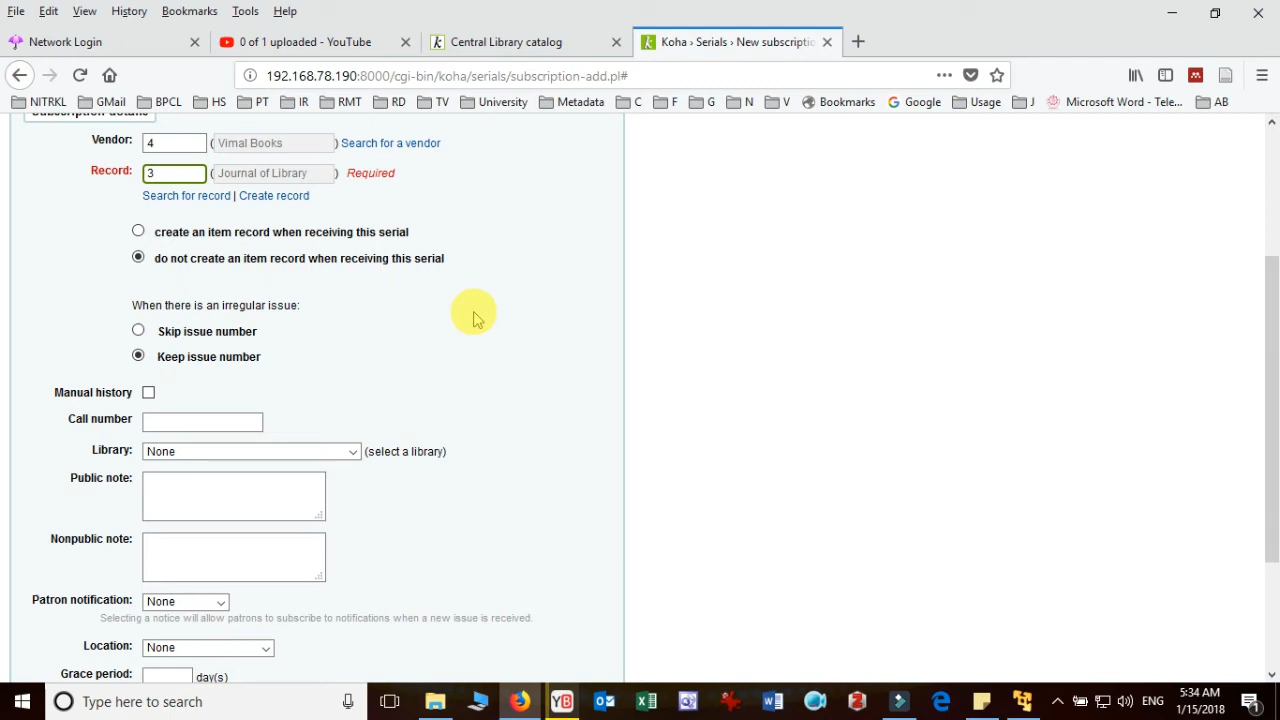 File Edit View History Bookmarks Tools Help
Network Login 0 of 1 uploaded - YouTube Central Library catalog Koha › Serials › New subscriptio
192.168.78.190:8000/cgi-bin/koha/serials/subscription-add.pl#
NITRKL GMail BPCL HS PT IR RMT RD TV University Metadata C F G N V Bookmarks Google Usage J Microsoft Word - Tele... AB
Subscription details
Vendor: 4 (Vimal Books) Search for a vendor
Record: 3 (Journal of Library) Required
Search for record | Create record
create an item record when receiving this serial
do not create an item record when receiving this serial
When there is an irregular issue:
Skip issue number
Keep issue number
Manual history
Call number
Library: None (select a library)
Public note:
Nonpublic note:
Patron notification: None
Selecting a notice will allow patrons to subscribe to notifications when a new issue is received.
Location: None
Grace period: day(s)
Type here to search
ENG
5:34 AM
1/15/2018
1